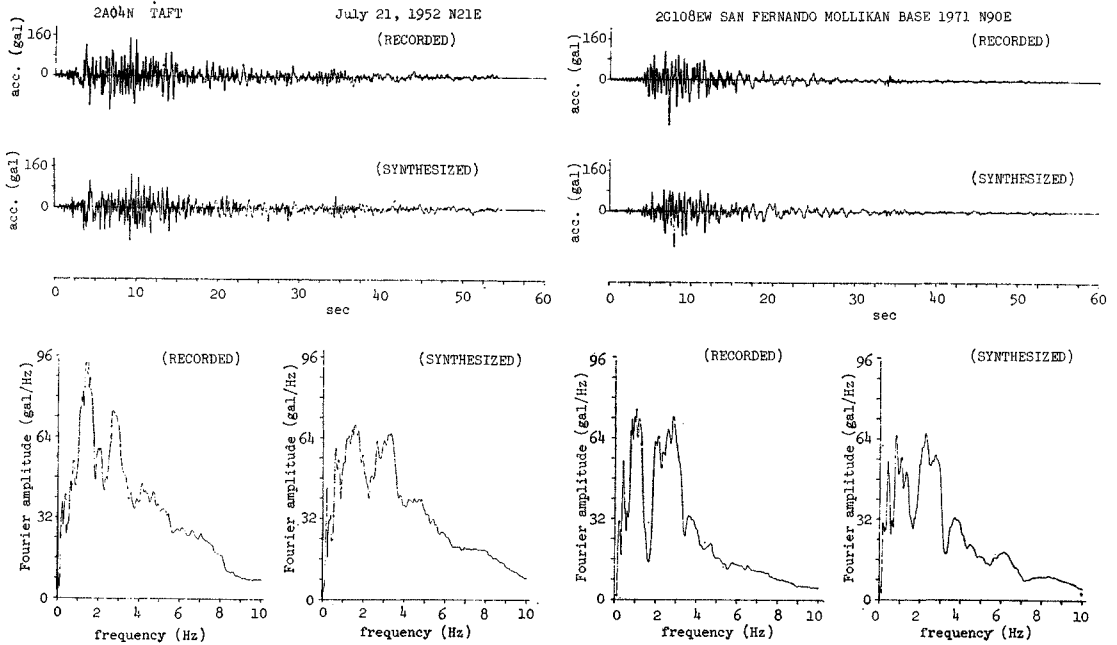 2A04N TAFT July 21, 1952 N21E
(RECORDED)
160
0
acc. (gal)
(SYNTHESIZED)
160
0
acc. (gal)
0 10 20 30 40 50 60
sec
2G108EW SAN FERNANDO MOLLIKAN BASE 1971 N90E
(RECORDED)
160
0
acc. (gal)
(SYNTHESIZED)
160
0
acc. (gal)
0 10 20 30 40 50 60
sec
(RECORDED)
96
64
32
0
Fourier amplitude (gal/Hz)
0 2 4 6 8 10
frequency (Hz)
(SYNTHESIZED)
96
64
32
0
Fourier amplitude (gal/Hz)
0 2 4 6 8 10
frequency (Hz)
(RECORDED)
96
64
32
0
Fourier amplitude (gal/Hz)
0 2 4 6 8 10
frequency (Hz)
(SYNTHESIZED)
96
64
32
0
Fourier amplitude (gal/Hz)
0 2 4 6 8 10
frequency (Hz)